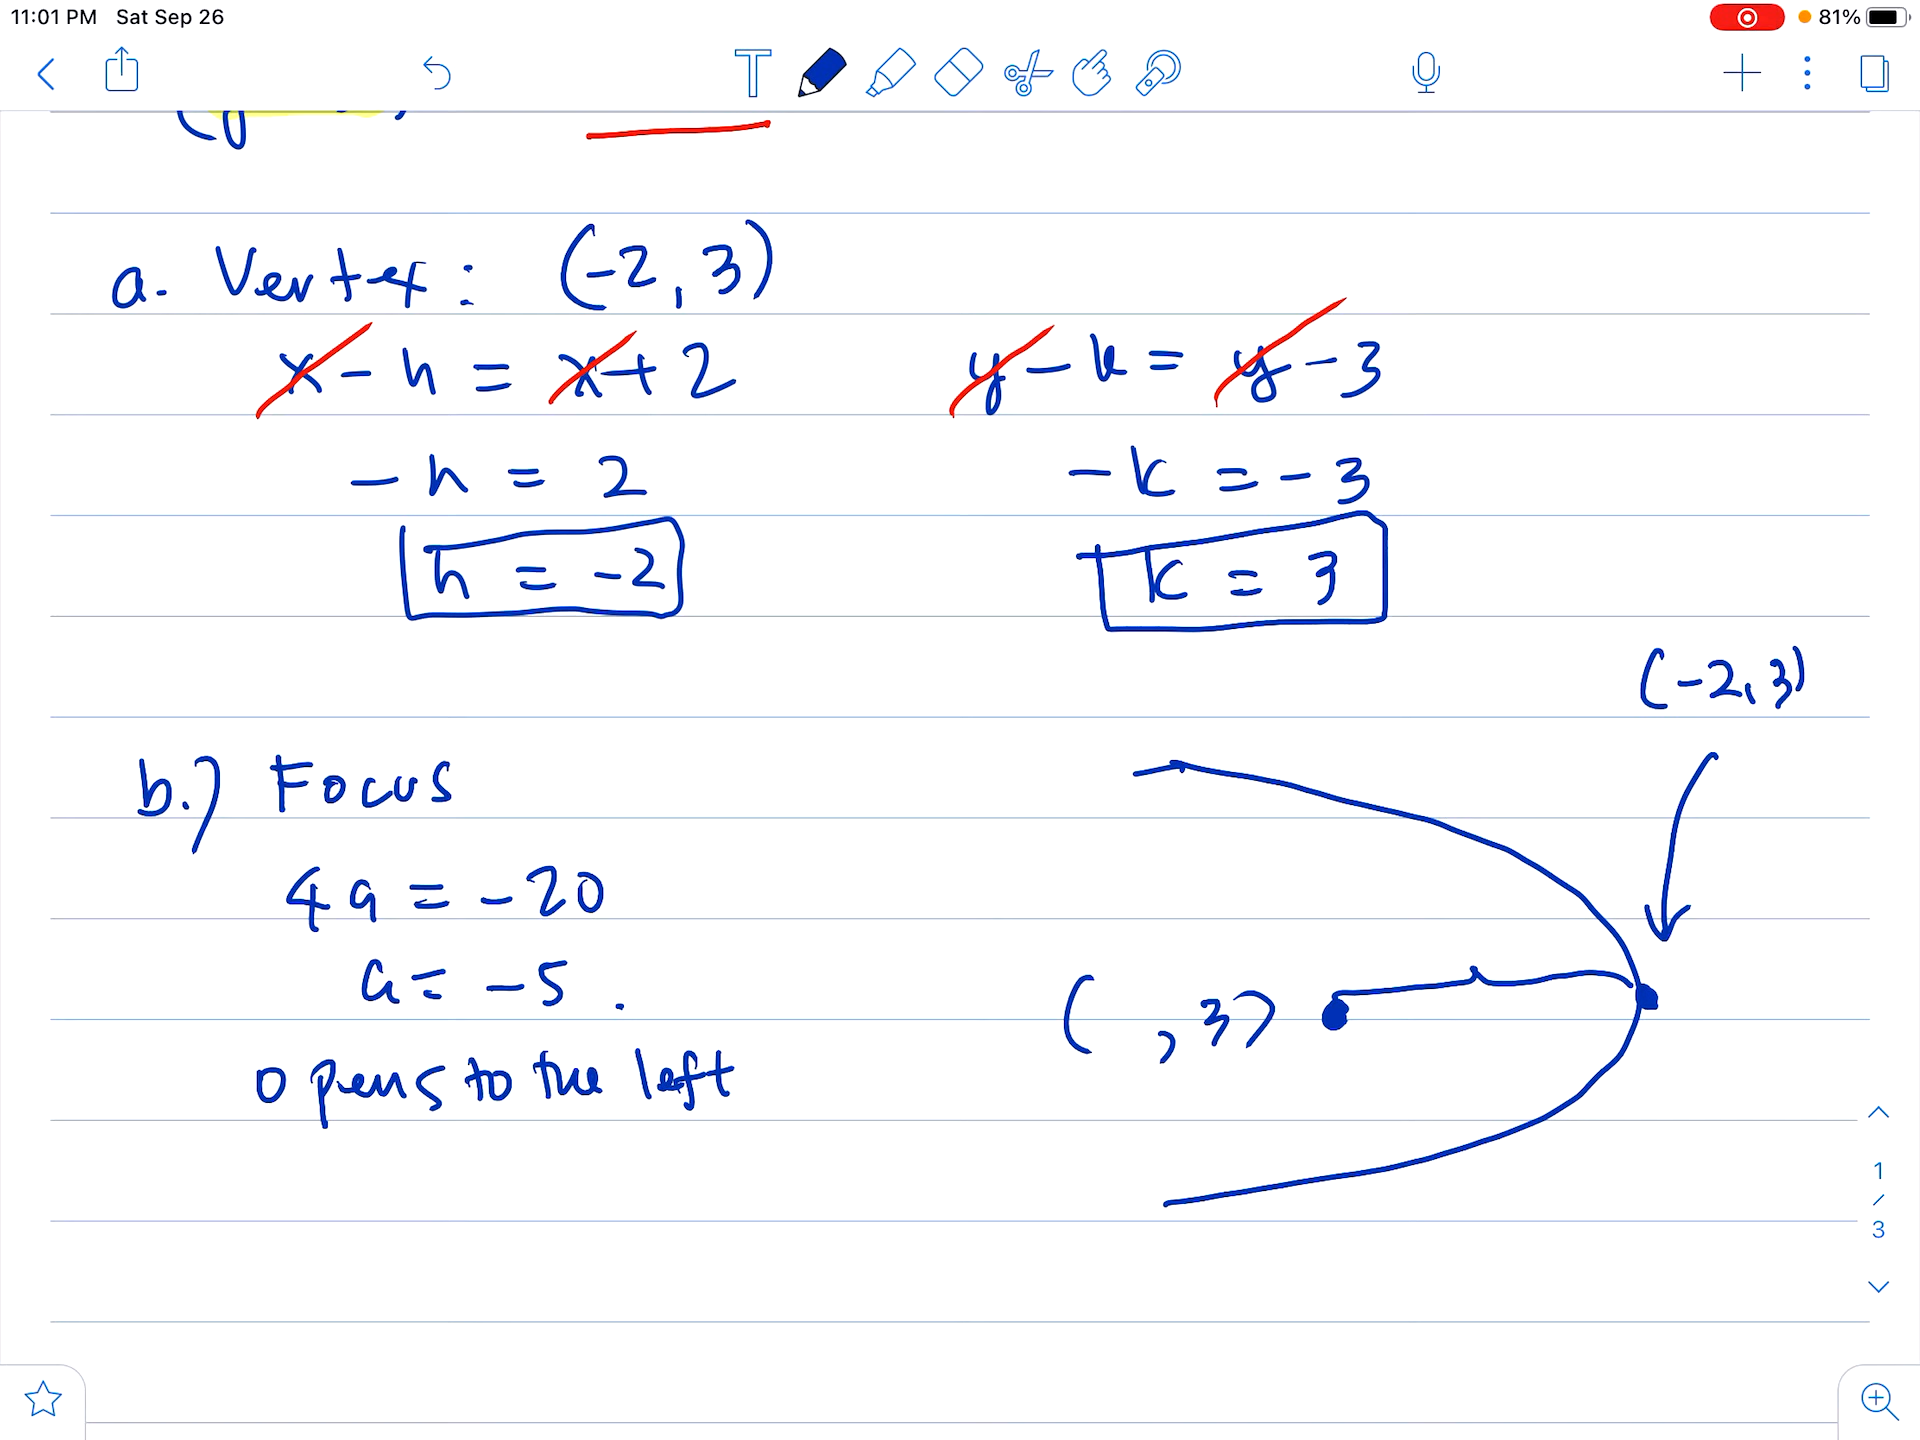 11:01 PM Sat Sep 26
81%
T
a. Vertex: (-2, 3)
x - h = x + 2
y - k = y - 3
- h = 2
- k = - 3
h = -2
k = 3
(-2, 3)
b.) Focus
4a = -20
a = -5.
( , 3)
opens to the left
1
/
3